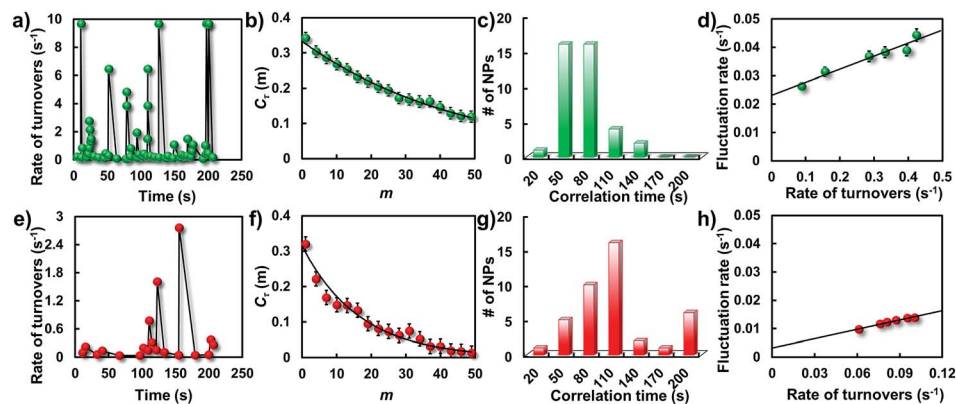 a) b) c) d)
Rate of turnovers (s⁻¹)
10
8
6
4
2
0
0 50 100 150 200 250
Time (s)
Cτ (m)
0.4
0.3
0.2
0.1
0
0 10 20 30 40 50
m
# of NPs
20
15
10
5
0
20 50 80 110 140 170 200
Correlation time (s)
Fluctuation rate (s⁻¹)
0.05
0.04
0.03
0.02
0.01
0
0 0.1 0.2 0.3 0.4 0.5
Rate of turnovers (s⁻¹)
e) f) g) h)
Rate of turnovers (s⁻¹)
3
2.4
1.8
1.2
0.6
0
0 50 100 150 200 250
Time (s)
Cτ (m)
0.4
0.3
0.2
0.1
0
0 10 20 30 40 50
m
# of NPs
20
15
10
5
0
20 50 80 110 140 170 200
Correlation time (s)
Fluctuation rate (s⁻¹)
0.05
0.04
0.03
0.02
0.01
0
0 0.03 0.06 0.09 0.12
Rate of turnovers (s⁻¹)